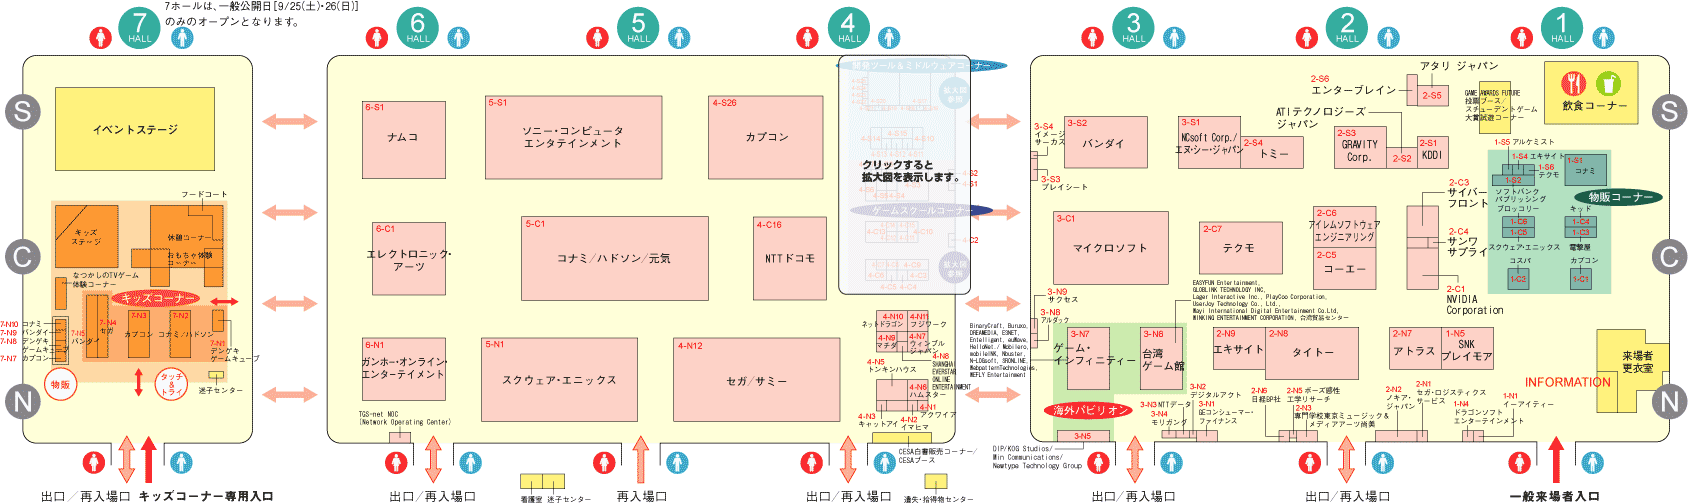 7ホールは、一般公開日[9/25(土)・26(日)]
のみのオープンとなります。
7
HALL
6
HALL
5
HALL
4
HALL
3
HALL
2
HALL
1
HALL
S
C
N
イベントステージ
フードコート
キッズ
ステージ
休憩コーナー
おもちゃ体験
コーナー
なつかしのTVゲーム
体験コーナー
キッズコーナー
7-N10 コナミ
7-N9 バンダイ
7-N8 デンゲキ
ゲームキューブ
7-N7 カプコン
7-N5
バンダイ
7-N4
セガ
7-N3
カプコン
7-N2
コナミ/ハドソン
7-N1
デンゲキ
ゲームキューブ
物販
タッチ
&
トライ
迷子センター
出口/再入場口
キッズコーナー専用入口
6-S1
ナムコ
5-S1
ソニー・コンピュータ
エンタテインメント
4-S26
カプコン
開発ツール&ミドルウェアコーナー
拡大図
参照
クリックすると
拡大図を表示します。
ゲームスクールコーナー
拡大図
参照
6-C1
エレクトロニック・
アーツ
5-C1
コナミ/ハドソン/元気
4-C16
NTTドコモ
6-N1
ガンホー・オンライン・
エンターテイメント
5-N1
スクウェア・エニックス
4-N12
セガ/サミー
4-N10
ネットドラゴン
4-N11
フジワーク
4-N9
マチダ
4-N7
ウィンブル
ジャパン
4-N8
SHANGHAI
EVERSTAR
ONLINE
ENTERTAINMENT
4-N5
トンキンハウス
4-N6
ハムスター
4-N1
アクワイア
4-N3
キャットアイ
4-N2
イマヒマ
TGS-net NOC
(Network Operating Center)
CESA白書販売コーナー/
CESAブース
出口/再入場口
看護室
迷子センター
再入場口
出口/再入場口
遺失・拾得物センター
3-S4
イメージ
サーカス
3-S3
プレイシート
3-S2
バンダイ
3-S1
NCsoft Corp./
エヌ・シー・ジャパン
2-S4
トミー
ATIテクノロジーズ
ジャパン
2-S3
GRAVITY
Corp.
2-S2
2-S1
KDDI
2-S6
エンターブレイン
アタリ ジャパン
2-S5
GAME AWARDS FUTURE
投票ブース/
スチューデントゲーム
大賞試遊コーナー
飲食コーナー
1-S5 アルケミスト
1-S4 エキサイト
1-S6
テクモ
1-S2
ソフトバンク
パブリッシング
1-S1
コナミ
物販コーナー
ブロッコリー
1-C6
1-C5
スクウェア・エニックス
キッド
1-C4
1-C3
電撃屋
コスパ
1-C2
カプコン
1-C1
3-C1
マイクロソフト
2-C7
テクモ
2-C6
アイレムソフトウェア
エンジニアリング
2-C5
コーエー
2-C3
サイバー
フロント
2-C4
サンワ
サプライ
2-C1
NVIDIA
Corporation
3-N9
サクセス
3-N8
アルダック
EASYFUN Entertainment,
GLOBLINK TECHNOLOGY INC,
Lager Interactive Inc., PlayCoo Corporation,
UserJoy Technology Co., Ltd.,
Wayi International Digital Entertainment Co.Ltd,
WINKING ENTERTAINMENT CORPORATION, 台湾貿易センター
BinaryCraft, Buruxo,
DREAMEDIA, ESNET,
Entelligent, auMove,
HelloNet / Mobilero,
mobileINK, Nbuster,
N-LOGsoft, SRONLINE,
WebpatternTechnologies,
WEFLY Entertainment
3-N7
ゲーム・
インフィニティー
3-N6
台湾
ゲーム館
海外パビリオン
3-N5
DIP/KOG Studios/
Win Communications/
Newtype Technology Group
2-N9
エキサイト
2-N8
タイトー
2-N7
アトラス
1-N5
SNK
プレイモア
3-N2
デジタルアクト
3-N3 NTTデータ
3-N4
モリガング
3-N1
GEコンシューマー・
ファイナンス
2-N6
日経BP社
2-N5 ボーズ感性
工学リサーチ
2-N3
専門学校東京ミュージック&
メディアアーツ尚美
2-N2
ノキア・
ジャパン
2-N1
セガ・ロジスティクス
サービス
1-N4
ドラゴンソフト
エンターテインメント
1-N1
イーアイティー
INFORMATION
来場者
更衣室
S
C
N
出口/再入場口
出口/再入場口
一般来場者入口